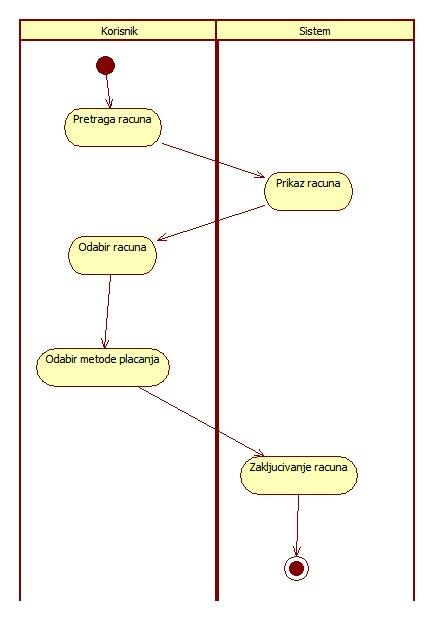 Korisnik
Sistem
Pretraga racuna
Prikaz racuna
Odabir racuna
Odabir metode placanja
Zakljucivanje racuna